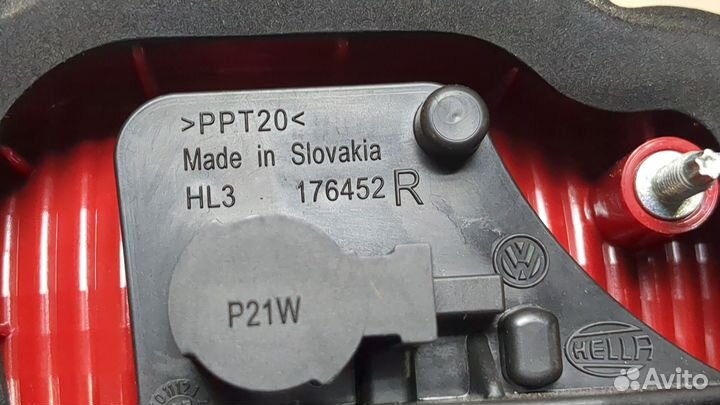 >PPT20<
Made in Slovakia
HL3 176452 R
P21W
HELLA
Avito